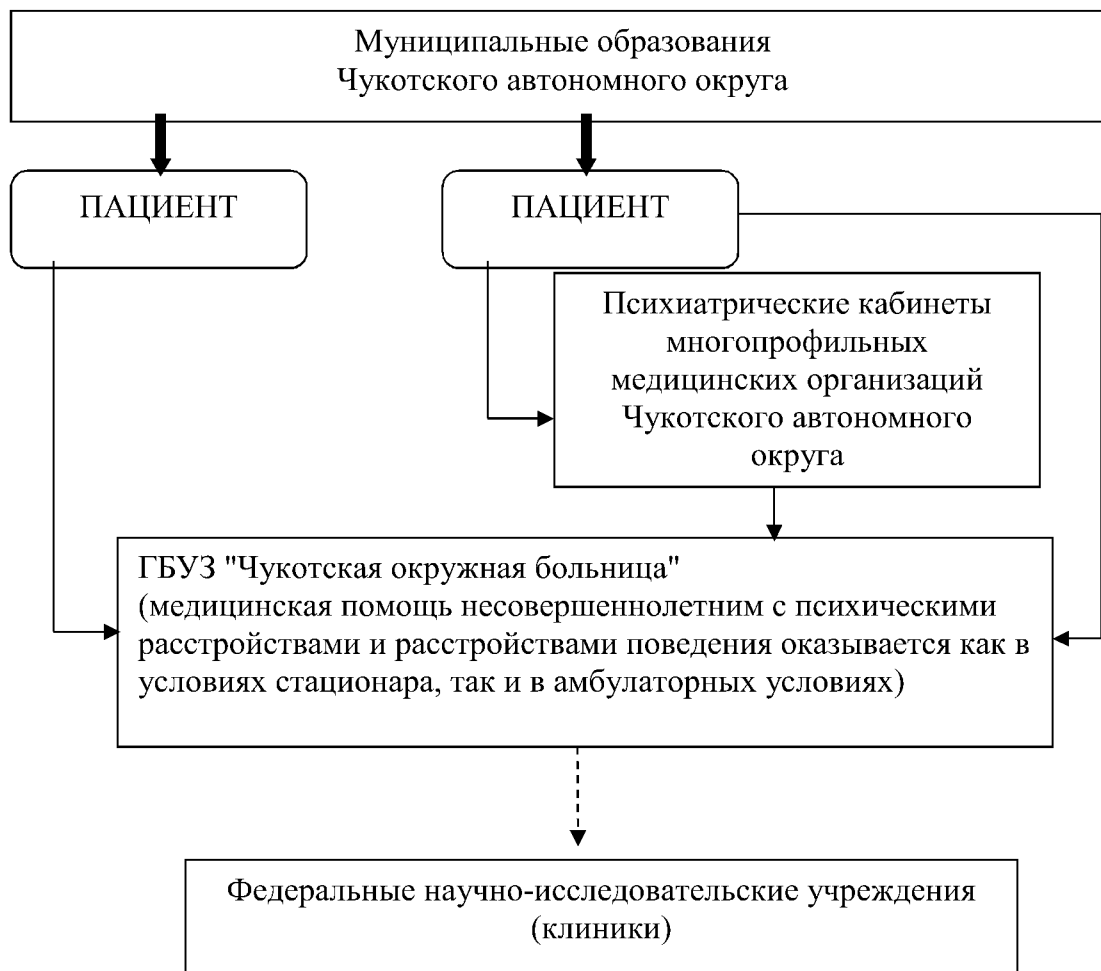 Муниципальные образования
Чукотского автономного округа
ПАЦИЕНТ
ПАЦИЕНТ
Психиатрические кабинеты
многопрофильных
медицинских организаций
Чукотского автономного
округа
ГБУЗ "Чукотская окружная больница"
(медицинская помощь несовершеннолетним с психическими
расстройствами и расстройствами поведения оказывается как в
условиях стационара, так и в амбулаторных условиях)
Федеральные научно-исследовательские учреждения
(клиники)